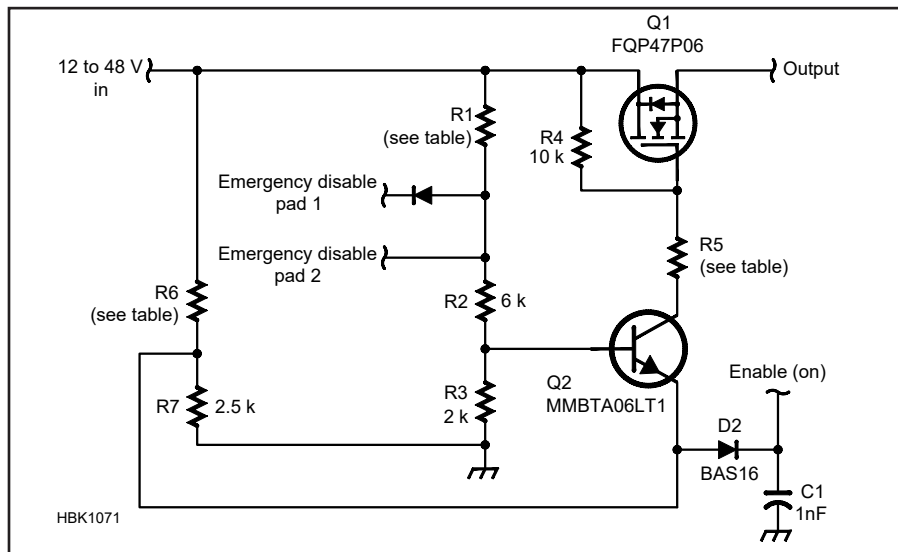 Q1
FQP47P06
12 to 48 V
in
Output
R1
(see table)
R4
10 k
Emergency disable
pad 1
Emergency disable
pad 2
R5
(see table)
R6
(see table)
R2
6 k
Enable (on)
Q2
MMBTA06LT1
R7
2.5 k
R3
2 k
D2
BAS16
C1
1nF
HBK1071